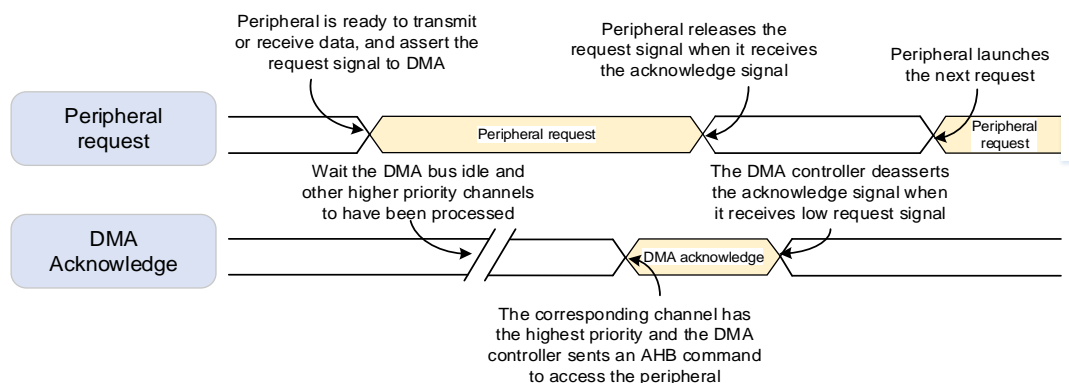 Peripheral is ready to transmit
or receive data, and assert the
request signal to DMA
Peripheral releases the
request signal when it receives
the acknowledge signal
Peripheral launches
the next request
Peripheral
request
Peripheral request
Peripheral
request
Wait the DMA bus idle and
other higher priority channels
to have been processed
The DMA controller deasserts
the acknowledge signal when
it receives low request signal
DMA
Acknowledge
DMA acknowledge
The corresponding channel has
the highest priority and the DMA
controller sents an AHB command
to access the peripheral